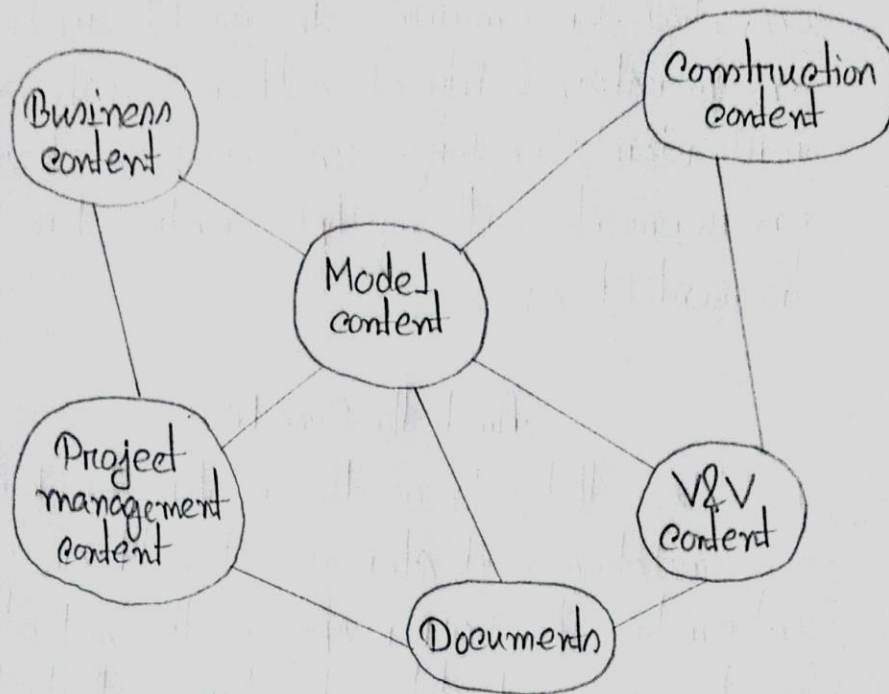 Business
content
Construction
content
Model
content
Project
management
content
V&V
content
Documents